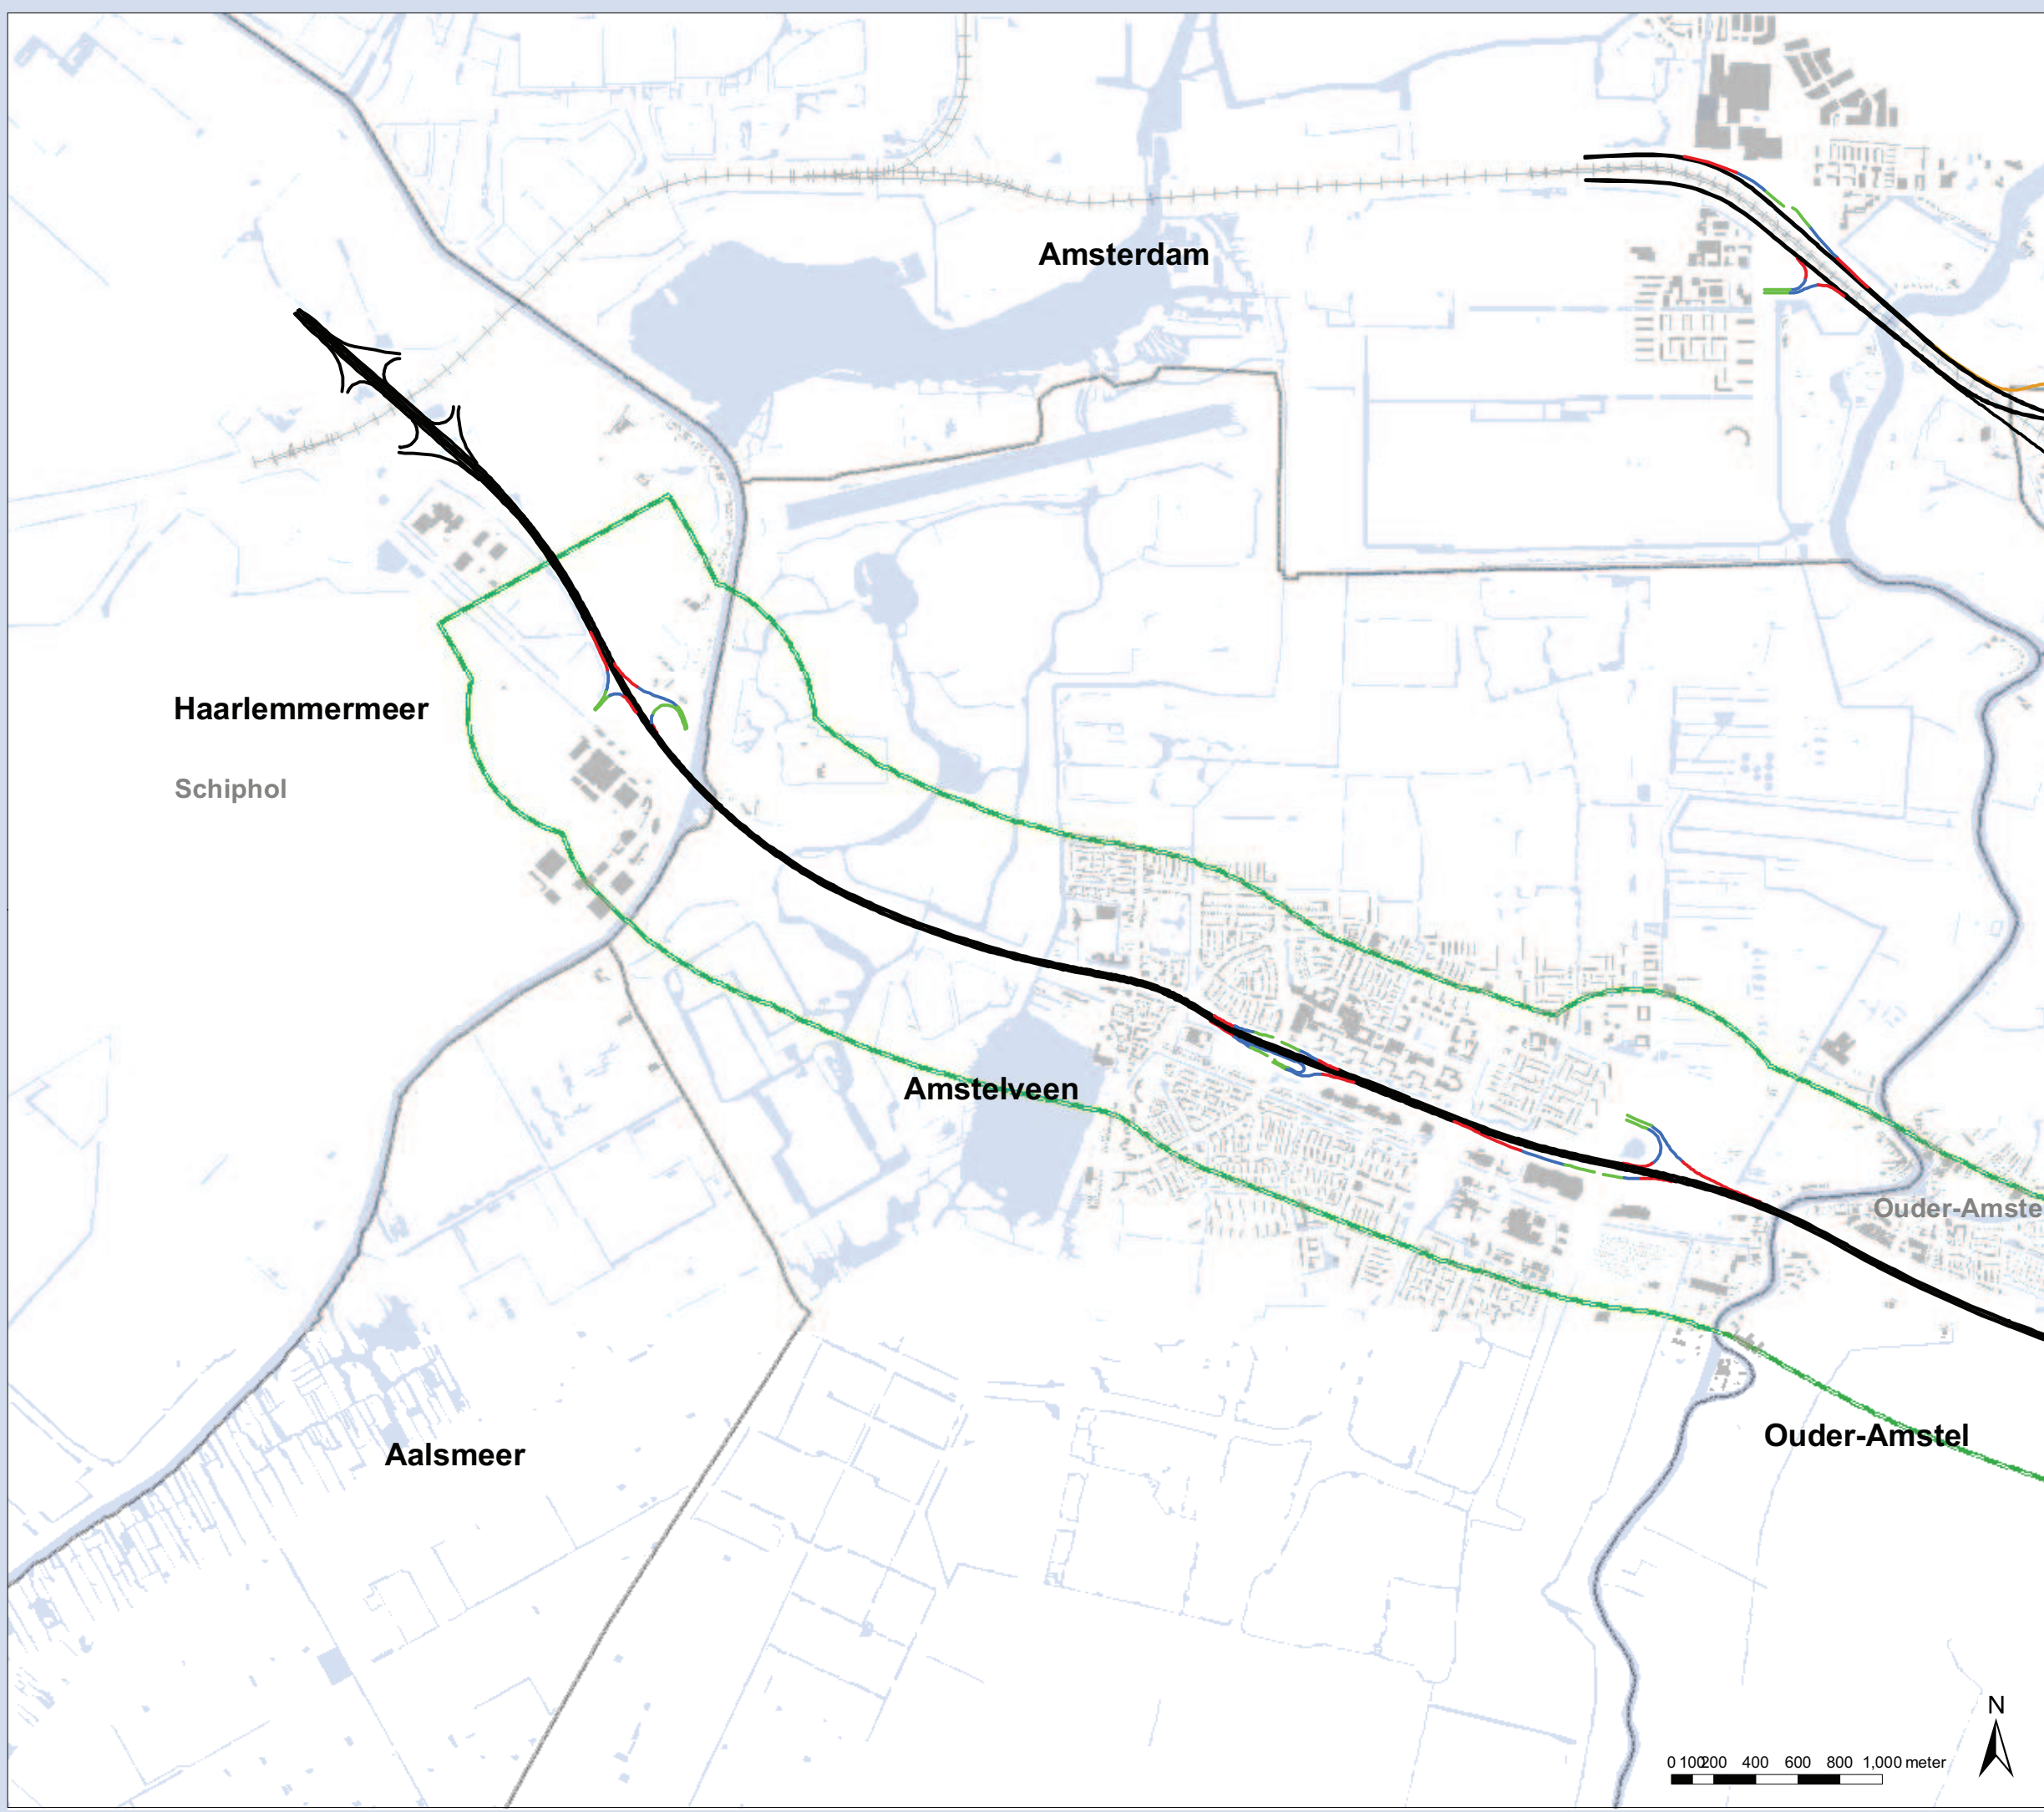 Amsterdam
Haarlemmermeer
Schiphol
Amstelveen
Ouder-Amste
Ouder-Amstel
Aalsmeer
N
0 100200 400 600 800 1,000 meter